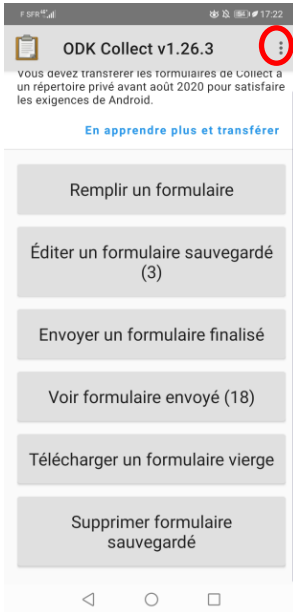 F SFR 4G 17:22
ODK Collect v1.26.3
Vous devez transférer les formulaires de Collect à
un répertoire privé avant août 2020 pour satisfaire
les exigences de Android.
En apprendre plus et transférer
Remplir un formulaire
Éditer un formulaire sauvegardé
(3)
Envoyer un formulaire finalisé
Voir formulaire envoyé (18)
Télécharger un formulaire vierge
Supprimer formulaire
sauvegardé